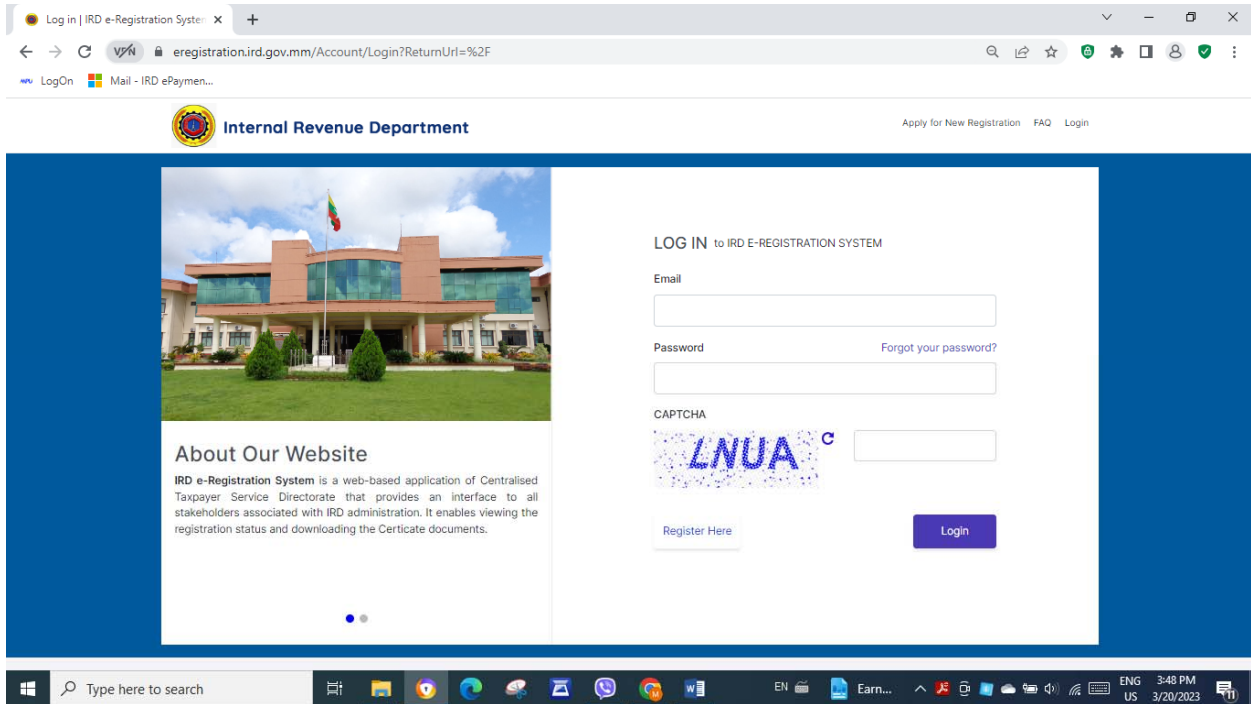 Log in | IRD e-Registration System
VPN
eregistration.ird.gov.mm/Account/Login?ReturnUrl=%2F
LogOn
Mail - IRD ePaymen...
Internal Revenue Department
Apply for New Registration FAQ Login
LOG IN to IRD E-REGISTRATION SYSTEM
Email
Password Forgot your password?
CAPTCHA
LNUA
Register Here Login
About Our Website
IRD e-Registration System is a web-based application of Centralised
Taxpayer Service Directorate that provides an interface to all
stakeholders associated with IRD administration. It enables viewing the
registration status and downloading the Certicate documents.
Type here to search
EN
Earn...
ENG
US
3:48 PM
3/20/2023
11